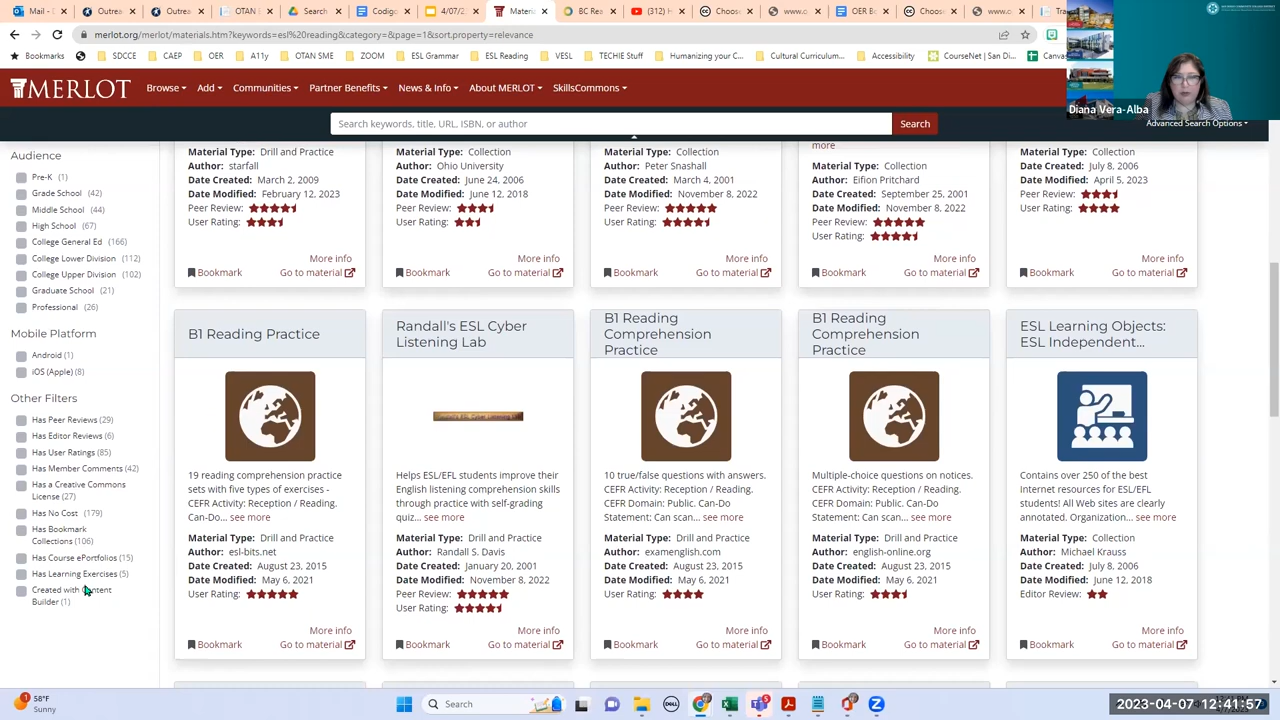 Mail -
Outrea
Outrea
OTAN |
Busine
Codigo
4/07/2
Materi
BC Rea
(312) H
Choos
Choos
www.c
OER Bo
www.c
Tra
merlot.org/merlot/materials.htm?keywords=esl%20reading&category=&page=1&sort.property=relevance
Bookmarks SDCCE CAEP OER A11y OTAN SHORT ESL Grammar ESL Reading VESL TECHIE Stuff Humanizing your C... Cultural Curriculum... Accessibility CourseNet | San Di... Canva
Diana Vera-Alba
MERLOT Browse Add Communities Partner Benefits News & Info About MERLOT SkillsCommons
Search keywords, title, URL, ISBN, or author Search Advanced Search Options
Audience
Pre-K (1)
Grade School (42)
Middle School (44)
High School (67)
College General Ed (166)
College Lower Division (112)
College Upper Division (102)
Graduate School (21)
Professional (26)
Mobile Platform
Android (1)
iOS (Apple) (8)
Other Filters
Has Peer Reviews (29)
Has Editor Reviews (6)
Has User Ratings (85)
Has Member Comments (42)
Has a Creative Commons
License (27)
Has No Cost (179)
Has Bookmark
Collections (106)
Has Course ePortfolios (15)
Has Learning Exercises (5)
Created with Content
Builder (1)
Material Type: Drill and Practice
Author: starfall
Date Created: March 2, 2009
Date Modified: February 12, 2023
Peer Review:
User Rating:
More info
Bookmark Go to material
Material Type: Collection
Author: Ohio University
Date Created: June 24, 2006
Date Modified: June 12, 2018
Peer Review:
User Rating:
More info
Bookmark Go to material
Material Type: Collection
Author: Peter Snashall
Date Created: March 4, 2001
Date Modified: November 8, 2022
Peer Review:
User Rating:
More info
Bookmark Go to material
more
Material Type: Collection
Author: Eifion Pritchard
Date Created: September 25, 2001
Date Modified: November 8, 2022
Peer Review:
User Rating:
More info
Bookmark Go to material
Material Type: Collection
Date Created: July 8, 2006
Date Modified: April 5, 2023
Peer Review:
User Rating:
More info
Bookmark Go to material
B1 Reading Practice
19 reading comprehension practice
sets with five types of exercises -
CEFR Activity: Reception / Reading.
Can-Do... see more
Material Type: Drill and Practice
Author: esl-bits.net
Date Created: August 23, 2015
Date Modified: May 6, 2021
User Rating:
More info
Bookmark Go to material
Randall's ESL Cyber
Listening Lab
Helps ESL/EFL students improve their
English listening comprehension skills
through practice with self-grading
quiz... see more
Material Type: Drill and Practice
Author: Randall S. Davis
Date Created: January 20, 2001
Date Modified: November 8, 2022
Peer Review:
User Rating:
More info
Bookmark Go to material
B1 Reading
Comprehension
Practice
10 true/false questions with answers.
CEFR Activity: Reception / Reading.
CEFR Domain: Public. Can-Do
Statement: Can scan... see more
Material Type: Drill and Practice
Author: examenglish.com
Date Created: August 23, 2015
Date Modified: May 6, 2021
User Rating:
More info
Bookmark Go to material
B1 Reading
Comprehension
Practice
Multiple-choice questions on notices.
CEFR Activity: Reception / Reading.
CEFR Domain: Public. Can-Do
Statement: Can scan... see more
Material Type: Drill and Practice
Author: english-online.org
Date Created: August 23, 2015
Date Modified: May 6, 2021
User Rating:
More info
Bookmark Go to material
ESL Learning Objects:
ESL Independent...
Contains over 250 of the best
Internet resources for ESL/EFL
students! All Web sites are clearly
annotated. Organization... see more
Material Type: Collection
Author: Michael Krauss
Date Created: July 8, 2006
Date Modified: June 12, 2018
Editor Review:
More info
Bookmark Go to material
58°F
Sunny
Search
2023-04-07 12:41:57